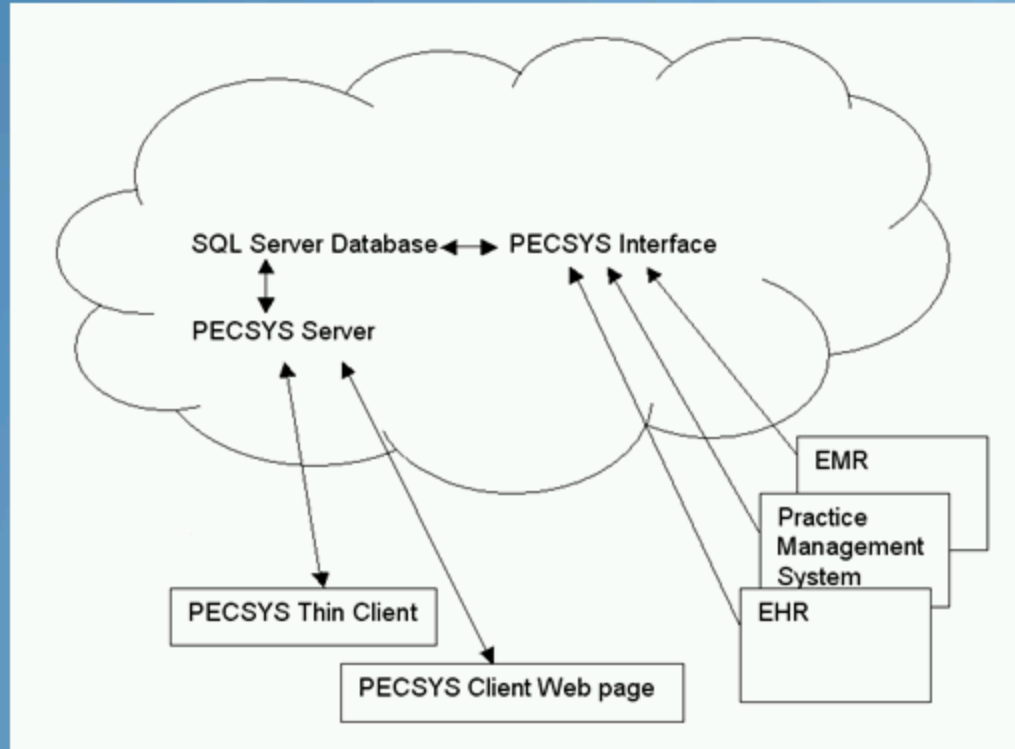 SQL Server Database
PECSYS Interface
PECSYS Server
EMR
Practice
Management
System
EHR
PECSYS Thin Client
PECSYS Client Web page